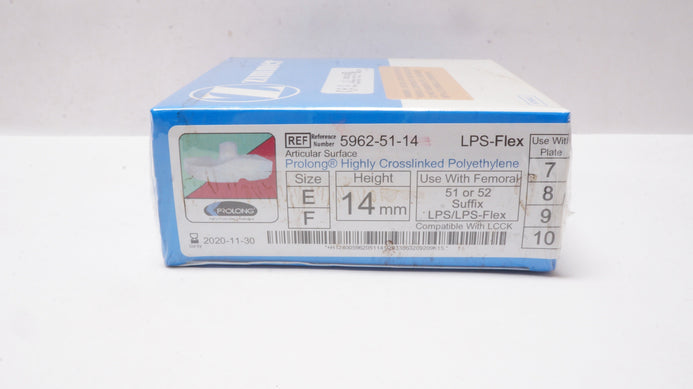 ZIMMER
REF Reference Number 5962-51-14 LPS-Flex
Articular Surface
Prolong® Highly Crosslinked Polyethylene
Size
E
F
Height
14 mm
Use With Femoral
51 or 52
Suffix
LPS/LPS-Flex
Compatible With LCCK
Use With
Plate
7
8
9
10
PROLONG
2020-11-30